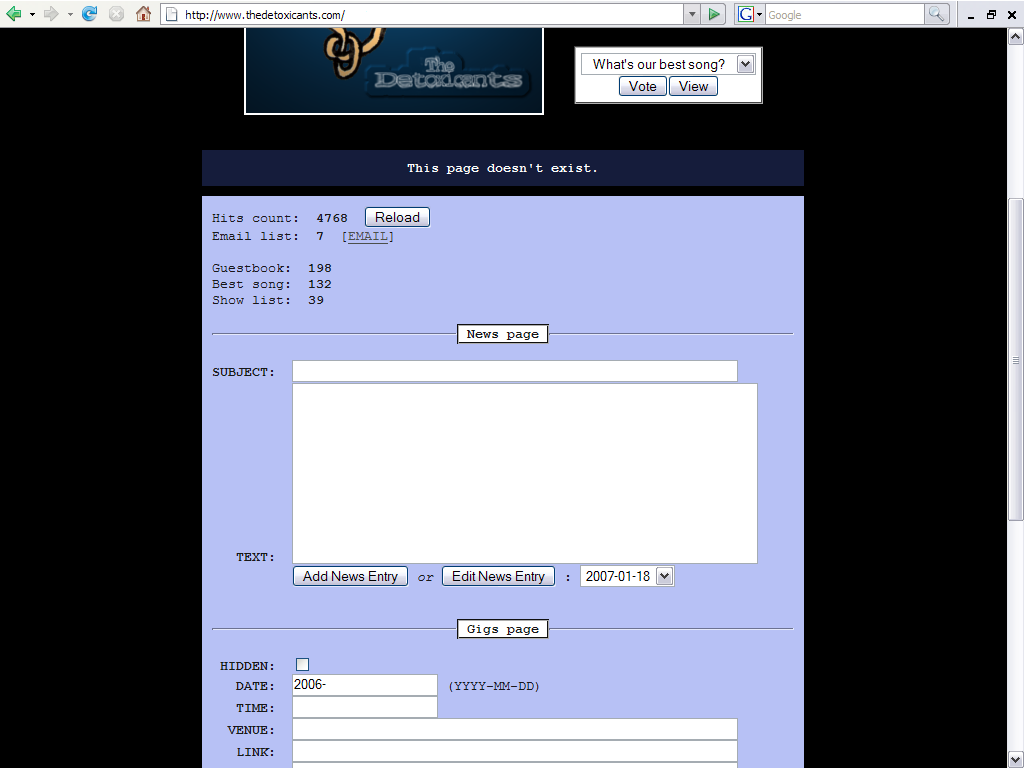 http://www.thedetoxicants.com/
Google
The
Detoxicants
What's our best song?
Vote View
This page doesn't exist.
Hits count: 4768 Reload
Email list: 7 [EMAIL]
Guestbook: 198
Best song: 132
Show list: 39
News page
SUBJECT:
TEXT:
Add News Entry or Edit News Entry : 2007-01-18
Gigs page
HIDDEN:
DATE: 2006- (YYYY-MM-DD)
TIME:
VENUE:
LINK: